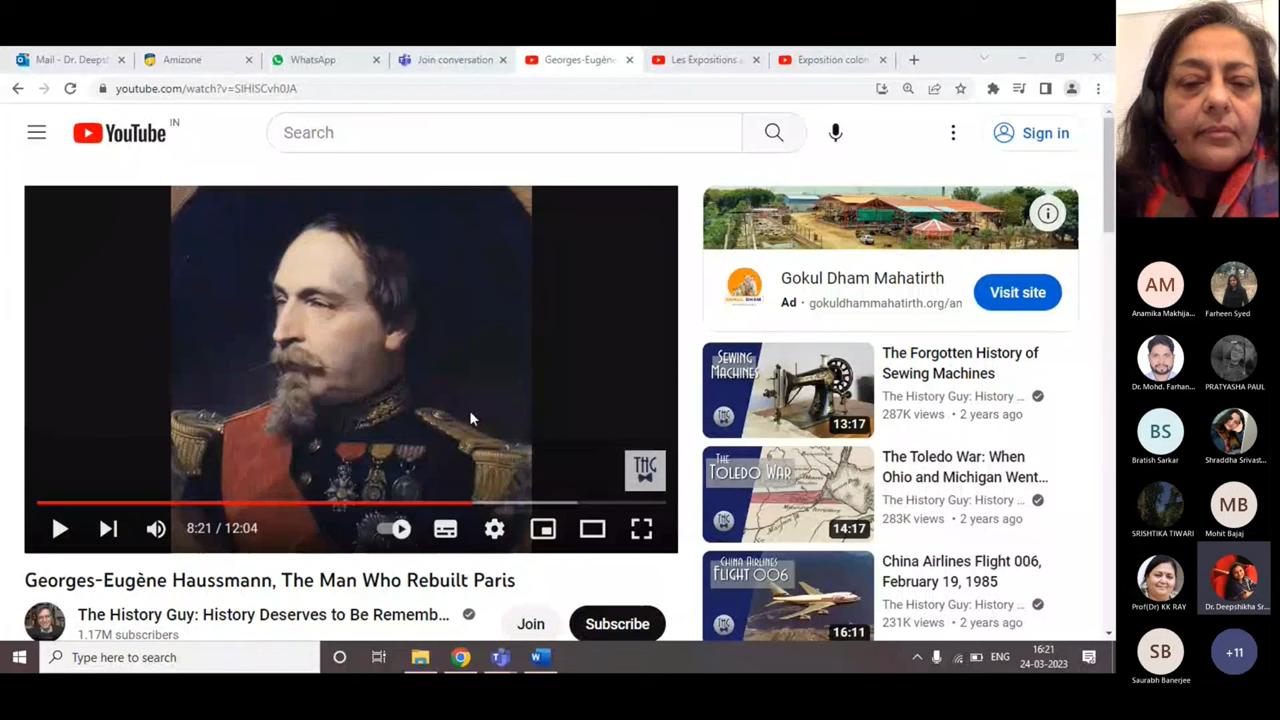 Mail - Dr. Deepsl
Amizone
WhatsApp
Join conversation
Georges-Eugène
Les Expositions
Exposition colon
youtube.com/watch?v=SIHlSCvh0JA
YouTube IN
Search
Sign in
THG
8:21 / 12:04
Georges-Eugène Haussmann, The Man Who Rebuilt Paris
The History Guy: History Deserves to Be Rememb...
1.17M subscribers
Join
Subscribe
Gokul Dham Mahatirth
Ad · gokuldhammahatirth.org/an
Visit site
SEWING
MACHINES
13:17
The Forgotten History of
Sewing Machines
The History Guy: History ...
287K views • 2 years ago
THE
TOLEDO WAR
14:17
The Toledo War: When
Ohio and Michigan Went...
The History Guy: History ...
283K views • 2 years ago
CHINA AIRLINES
FLIGHT 006
16:11
China Airlines Flight 006,
February 19, 1985
The History Guy: History ...
231K views • 2 years ago
Type here to search
ENG
16:21
24-03-2023
AM
Anamika Makhija...
Farheen Syed
Dr. Mohd. Farhan...
PRATYASHA PAUL
BS
Bratish Sarkar
Shraddha Srivast...
SRISHTIKA TIWARI
MB
Mohit Bajaj
Prof(Dr) KK RAY
Dr. Deepshikha Sr...
SB
Saurabh Banerjee
+11